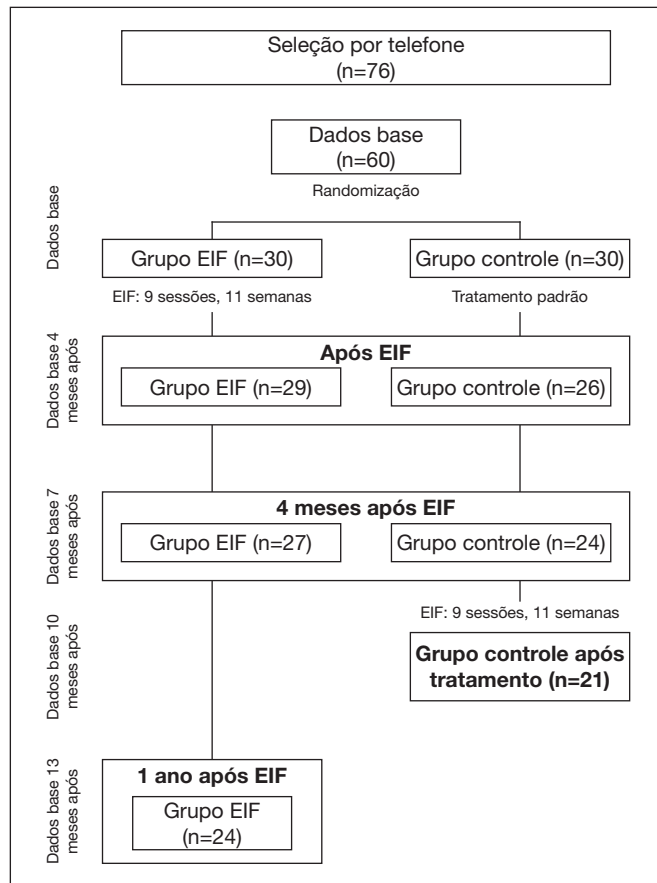 Seleção por telefone
(n=76)
Dados base
(n=60)
Randomização
Dados base
Grupo EIF (n=30)
Grupo controle (n=30)
EIF: 9 sessões, 11 semanas
Tratamento padrão
Dados base 4
meses após
Após EIF
Grupo EIF (n=29)
Grupo controle (n=26)
Dados base 7
meses após
4 meses após EIF
Grupo EIF (n=27)
Grupo controle (n=24)
EIF: 9 sessões, 11 semanas
Dados base 10
meses após
Grupo controle após
tratamento (n=21)
Dados base 13
meses após
1 ano após EIF
Grupo EIF
(n=24)